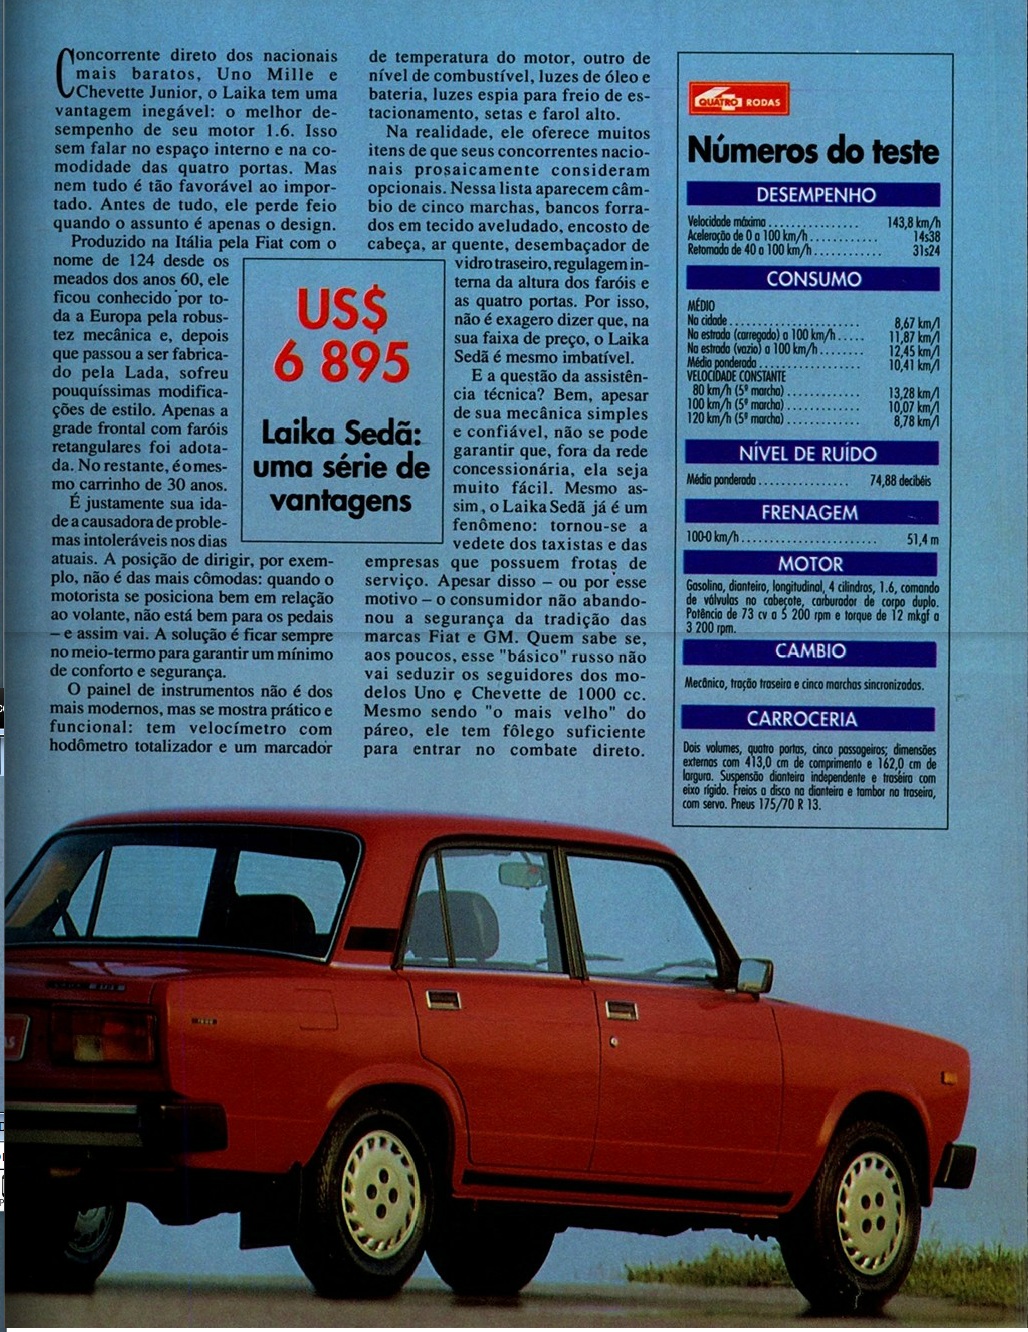 Concorrente direto dos nacionais
mais baratos, Uno Mille e
Chevette Junior, o Laika tem uma
vantagem inegável: o melhor de-
sempenho de seu motor 1.6. Isso
sem falar no espaço interno e na co-
modidade das quatro portas. Mas
nem tudo é tão favorável ao impor-
tado. Antes de tudo, ele perde feio
quando o assunto é apenas o design.
Produzido na Itália pela Fiat com o
nome de 124 desde os
meados dos anos 60, ele
ficou conhecido por to-
da a Europa pela robus-
tez mecânica e, depois
que passou a ser fabrica-
do pela Lada, sofreu
pouquíssimas modifica-
ções de estilo. Apenas a
grade frontal com faróis
retangulares foi adota-
da. No restante, é o mes-
mo carrinho de 30 anos.
É justamente sua ida-
de a causadora de proble-
mas intoleráveis nos dias
atuais. A posição de dirigir, por exem-
plo, não é das mais cômodas: quando o
motorista se posiciona bem em relação
ao volante, não está bem para os pedais
– e assim vai. A solução é ficar sempre
no meio-termo para garantir um mínimo
de conforto e segurança.
O painel de instrumentos não é dos
mais modernos, mas se mostra prático e
funcional: tem velocímetro com
hodômetro totalizador e um marcador
de temperatura do motor, outro de
nível de combustível, luzes de óleo e
bateria, luzes espia para freio de es-
tacionamento, setas e farol alto.
Na realidade, ele oferece muitos
itens de que seus concorrentes nacio-
nais prosaicamente consideram
opcionais. Nessa lista aparecem câm-
bio de cinco marchas, bancos forra-
dos em tecido aveludado, encosto de
cabeça, ar quente, desembaçador de
vidro traseiro, regulagem in-
terna da altura dos faróis e
as quatro portas. Por isso,
não é exagero dizer que, na
sua faixa de preço, o Laika
Sedã é mesmo imbatível.
E a questão da assistên-
cia técnica? Bem, apesar
de sua mecânica simples
e confiável, não se pode
garantir que, fora da rede
concessionária, ela seja
muito fácil. Mesmo as-
sim, o Laika Sedã já é um
fenômeno: tornou-se a
vedete dos taxistas e das
empresas que possuem frotas de
serviço. Apesar disso – ou por esse
motivo – o consumidor não abando-
nou a segurança da tradição das
marcas Fiat e GM. Quem sabe se,
aos poucos, esse "básico" russo não
vai seduzir os seguidores dos mo-
delos Uno e Chevette de 1000 cc.
Mesmo sendo "o mais velho" do
páreo, ele tem fôlego suficiente
para entrar no combate direto.
US$
6 895
Laika Sedã:
uma série de
vantagens
QUATRO RODAS
Números do teste
DESEMPENHO
Velocidade máxima ................ 143,8 km/h
Aceleração de 0 a 100 km/h ............ 14s38
Retomada de 40 a 100 km/h ............ 31s24
CONSUMO
MÉDIO
Na cidade ........................ 8,67 km/l
Na estrada (carregado) a 100 km/h ..... 11,87 km/l
Na estrada (vazio) a 100 km/h ........ 12,45 km/l
Média ponderada .................. 10,41 km/l
VELOCIDADE CONSTANTE
80 km/h (5ª marcha) .............. 13,28 km/l
100 km/h (5ª marcha) .............. 10,07 km/l
120 km/h (5ª marcha) .............. 8,78 km/l
NÍVEL DE RUÍDO
Média ponderada ................ 74,88 decibéis
FRENAGEM
100-0 km/h ........................ 51,4 m
MOTOR
Gasolina, dianteiro, longitudinal, 4 cilindros, 1.6, comando
de válvulas no cabeçote, carburador de corpo duplo.
Potência de 73 cv a 5 200 rpm e torque de 12 mkgf a
3 200 rpm.
CAMBIO
Mecânico, tração traseira e cinco marchas sincronizadas.
CARROCERIA
Dois volumes, quatro portas, cinco passageiros; dimensões
externas com 413,0 cm de comprimento e 162,0 cm de
largura. Suspensão dianteira independente e traseira com
eixo rígido. Freios a disco na dianteira e tambor na traseira,
com servo. Pneus 175/70 R 13.